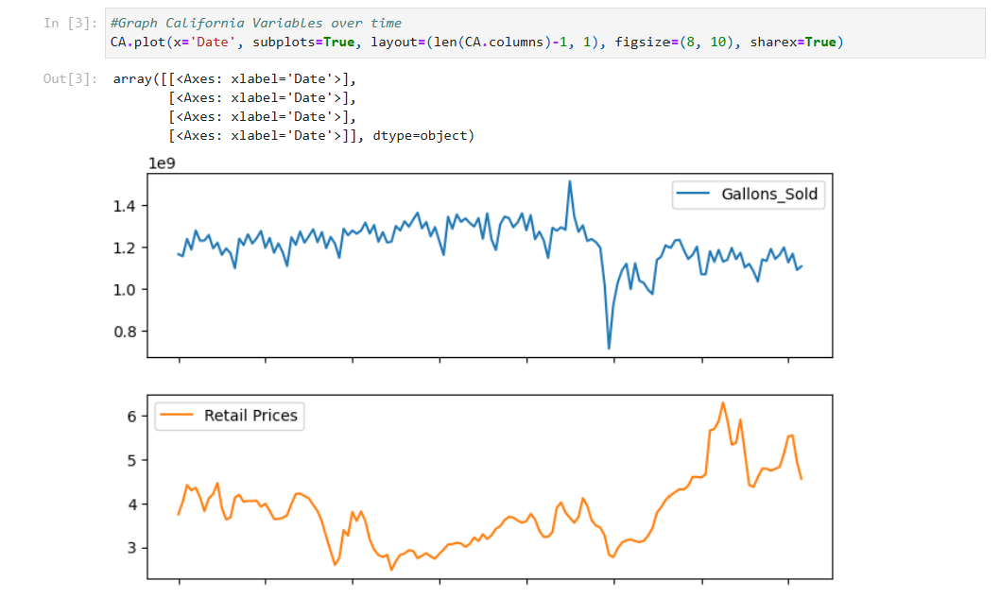 In [3]: #Graph California Variables over time
CA.plot(x='Date', subplots=True, layout=(len(CA.columns)-1, 1), figsize=(8, 10), sharex=True)
Out[3]: array([[<Axes: xlabel='Date'>],
[<Axes: xlabel='Date'>],
[<Axes: xlabel='Date'>],
[<Axes: xlabel='Date'>]], dtype=object)
1e9
Gallons_Sold
1.4
1.2
1.0
0.8
Retail Prices
6
5
4
3